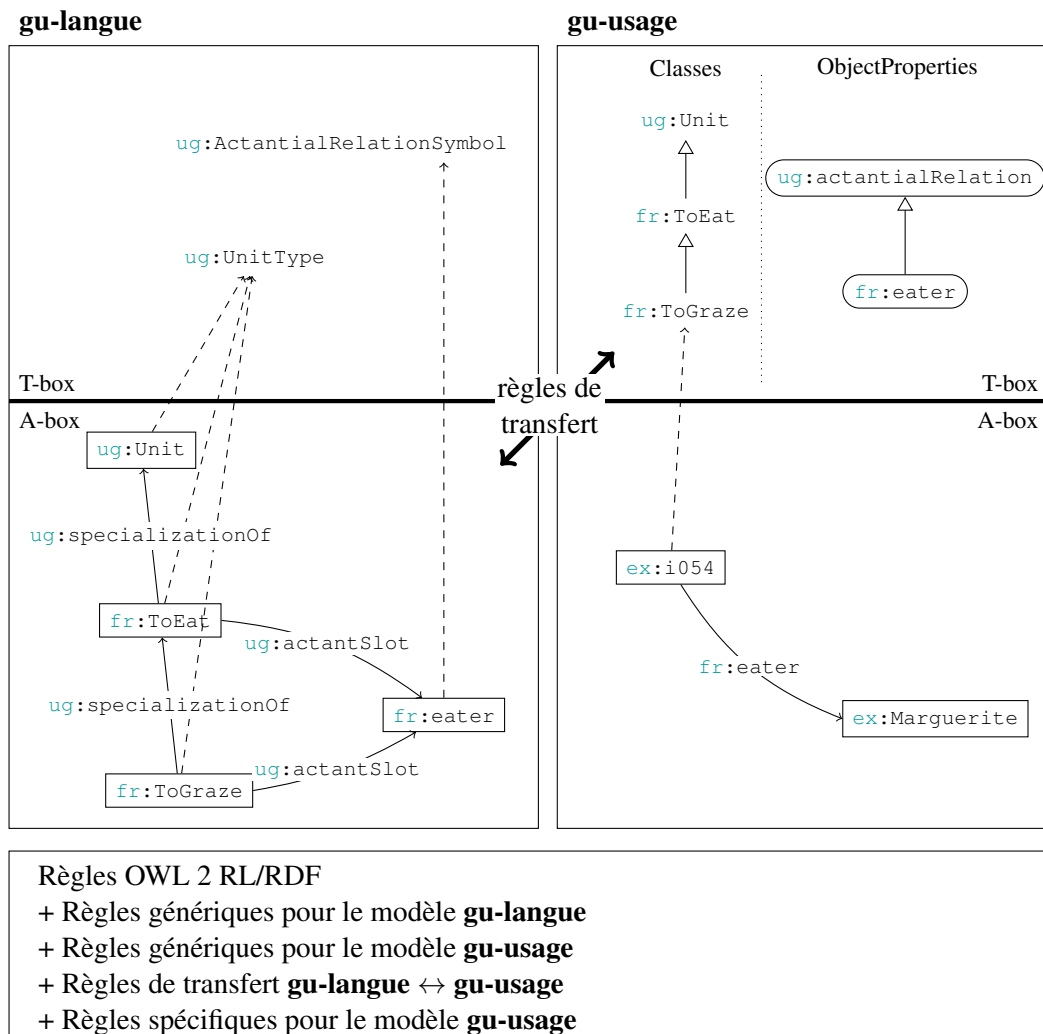 gu-langue
ug:ActantialRelationSymbol
ug:UnitType
T-box
A-box
ug:Unit
ug:specializationOf
fr:ToEat
ug:actantSlot
ug:specializationOf
fr:eater
ug:actantSlot
fr:ToGraze
règles de
transfert
gu-usage
Classes
ObjectProperties
ug:Unit
ug:actantialRelation
fr:ToEat
fr:eater
fr:ToGraze
T-box
A-box
ex:i054
fr:eater
ex:Marguerite
Règles OWL 2 RL/RDF
+ Règles génériques pour le modèle gu-langue
+ Règles génériques pour le modèle gu-usage
+ Règles de transfert gu-langue ↔ gu-usage
+ Règles spécifiques pour le modèle gu-usage